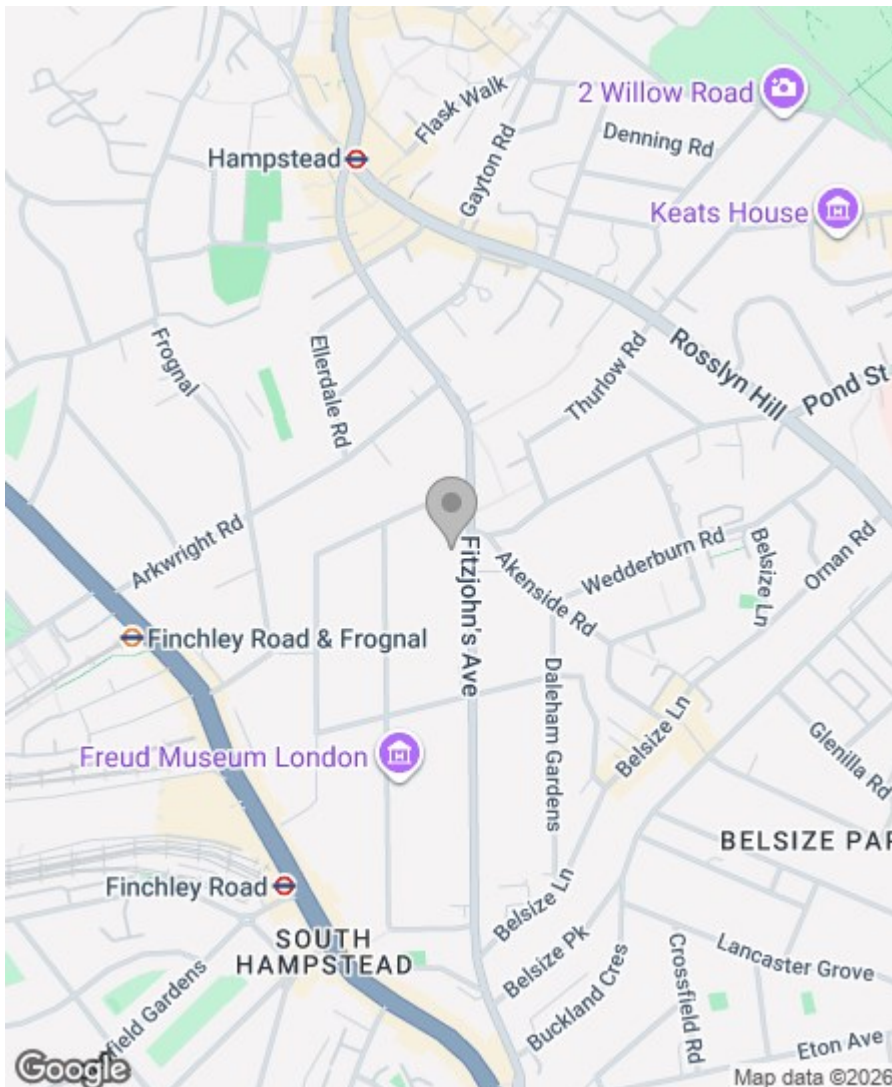 Flask Walk
2 Willow Road
Denning Rd
Hampstead
Gayton Rd
Keats House
Frognal
Ellerdale Rd
Thurlow Rd
Rosslyn Hill
Pond St
Arkwright Rd
Fitzjohn's Ave
Akenside Rd
Wedderburn Rd
Belsize Ln
Ornan Rd
Finchley Road & Frognal
Daleham Gardens
Belsize Ln
Glenilla Rd
Freud Museum London
BELSIZE PAR
Finchley Road
Belsize Ln
SOUTH
HAMPSTEAD
Belsize Pk
Lancaster Grove
Crossfield Rd
Buckland Cres
field Gardens
Eton Ave
Google
Map data ©2026